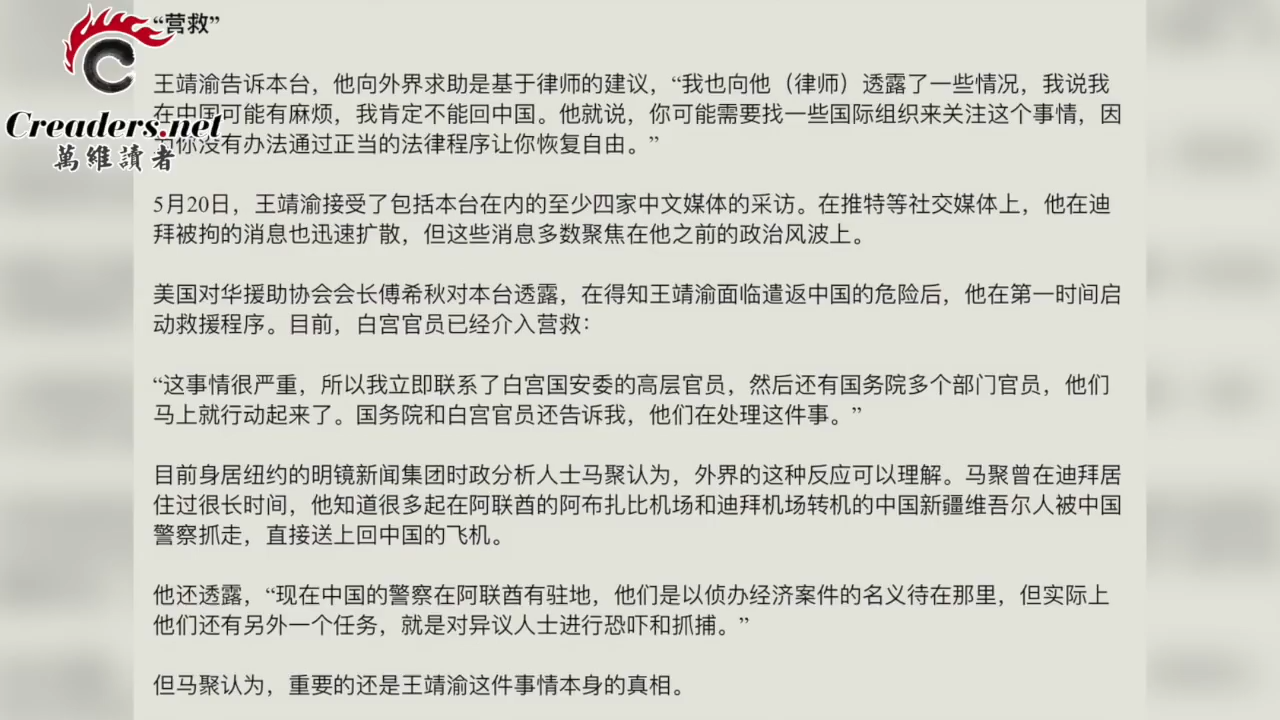 “营救”
Creaders.net
萬維讀者
王靖渝告诉本台，他向外界求助是基于律师的建议，“我也向他（律师）透露了一些情况，我说我
在中国可能有麻烦，我肯定不能回中国。他就说，你可能需要找一些国际组织来关注这个事情，因
你没有办法通过正当的法律程序让你恢复自由。”
5月20日，王靖渝接受了包括本台在内的至少四家中文媒体的采访。在推特等社交媒体上，他在迪
拜被拘的消息也迅速扩散，但这些消息多数聚焦在他之前的政治风波上。
美国对华援助协会会长傅希秋对本台透露，在得知王靖渝面临遣返中国的危险后，他在第一时间启
动救援程序。目前，白宫官员已经介入营救：
“这事情很严重，所以我立即联系了白宫国安委的高层官员，然后还有国务院多个部门官员，他们
马上就行动起来了。国务院和白宫官员还告诉我，他们在处理这件事。”
目前身居纽约的明镜新闻集团时政分析人士马聚认为，外界的这种反应可以理解。马聚曾在迪拜居
住过很长时间，他知道很多起在阿联酋的阿布扎比机场和迪拜机场转机的中国新疆维吾尔人被中国
警察抓走，直接送上回中国的飞机。
他还透露，“现在中国的警察在阿联酋有驻地，他们是以侦办经济案件的名义待在那里，但实际上
他们还有另外一个任务，就是对异议人士进行恐吓和抓捕。”
但马聚认为，重要的还是王靖渝这件事情本身的真相。